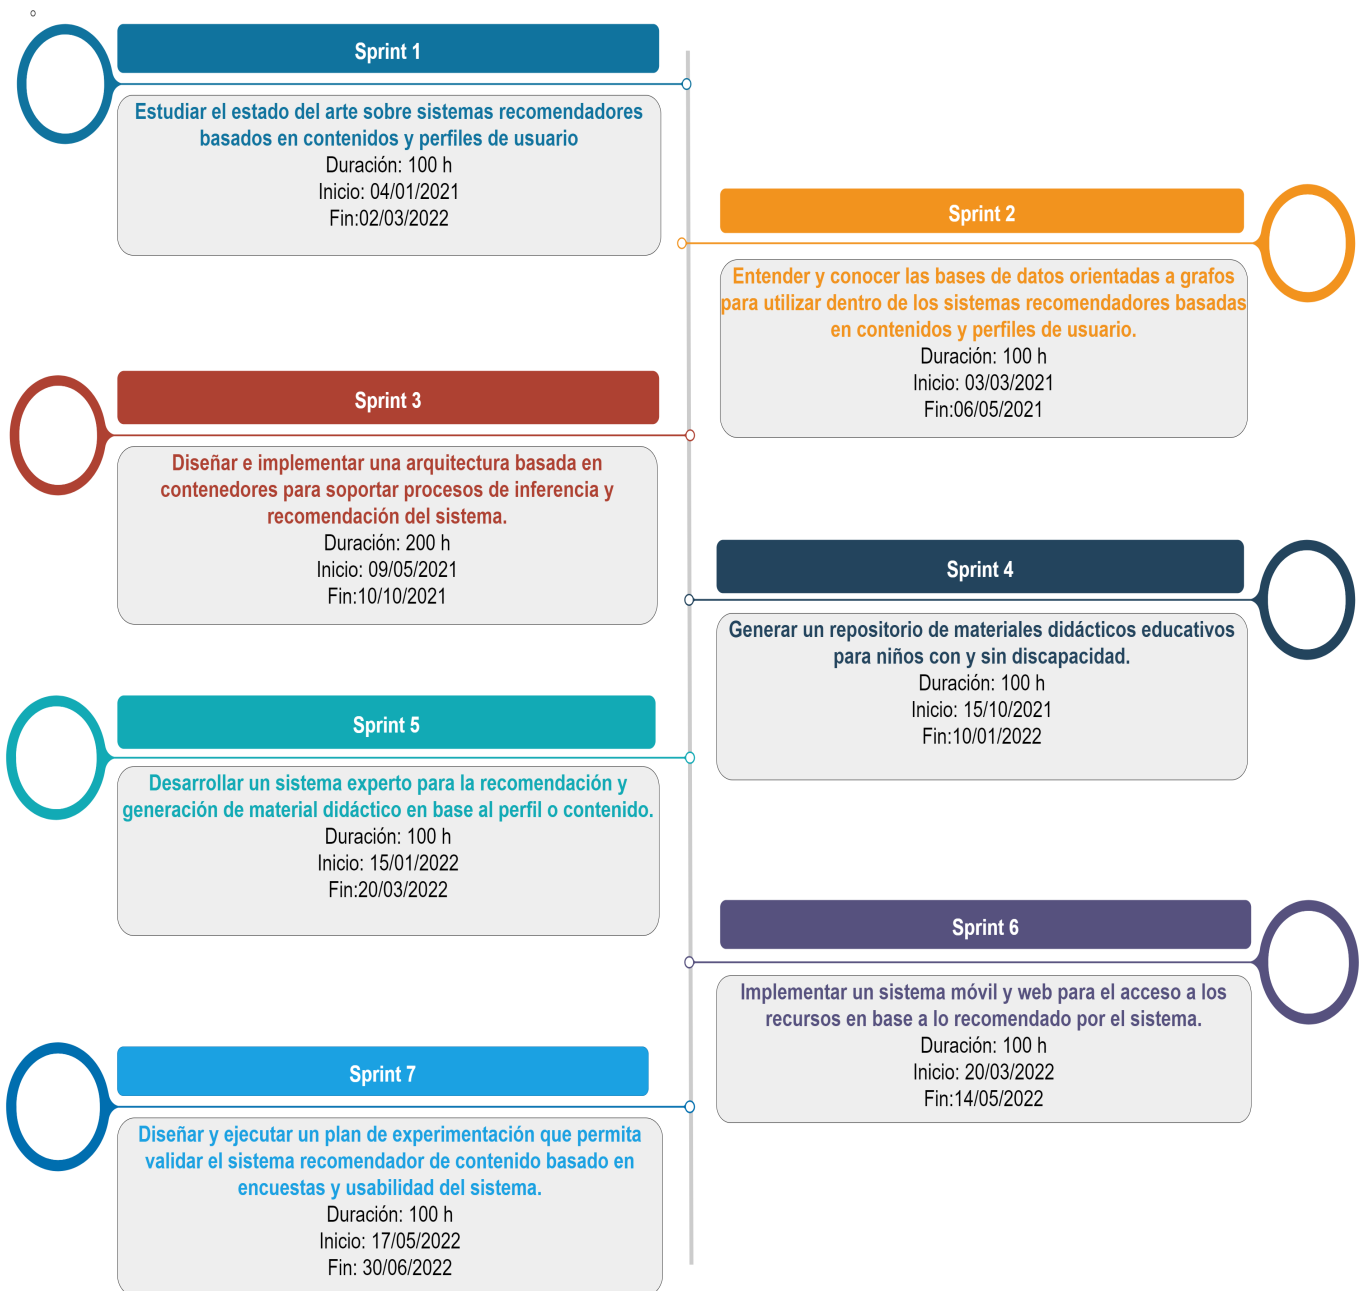 Sprint 1
Estudiar el estado del arte sobre sistemas recomendadores
basados en contenidos y perfiles de usuario
Duración: 100 h
Inicio: 04/01/2021
Fin:02/03/2022
Sprint 2
Entender y conocer las bases de datos orientadas a grafos
para utilizar dentro de los sistemas recomendadores basadas
en contenidos y perfiles de usuario.
Duración: 100 h
Inicio: 03/03/2021
Fin:06/05/2021
Sprint 3
Diseñar e implementar una arquitectura basada en
contenedores para soportar procesos de inferencia y
recomendación del sistema.
Duración: 200 h
Inicio: 09/05/2021
Fin:10/10/2021
Sprint 4
Generar un repositorio de materiales didácticos educativos
para niños con y sin discapacidad.
Duración: 100 h
Inicio: 15/10/2021
Fin:10/01/2022
Sprint 5
Desarrollar un sistema experto para la recomendación y
generación de material didáctico en base al perfil o contenido.
Duración: 100 h
Inicio: 15/01/2022
Fin:20/03/2022
Sprint 6
Implementar un sistema móvil y web para el acceso a los
recursos en base a lo recomendado por el sistema.
Duración: 100 h
Inicio: 20/03/2022
Fin:14/05/2022
Sprint 7
Diseñar y ejecutar un plan de experimentación que permita
validar el sistema recomendador de contenido basado en
encuestas y usabilidad del sistema.
Duración: 100 h
Inicio: 17/05/2022
Fin: 30/06/2022